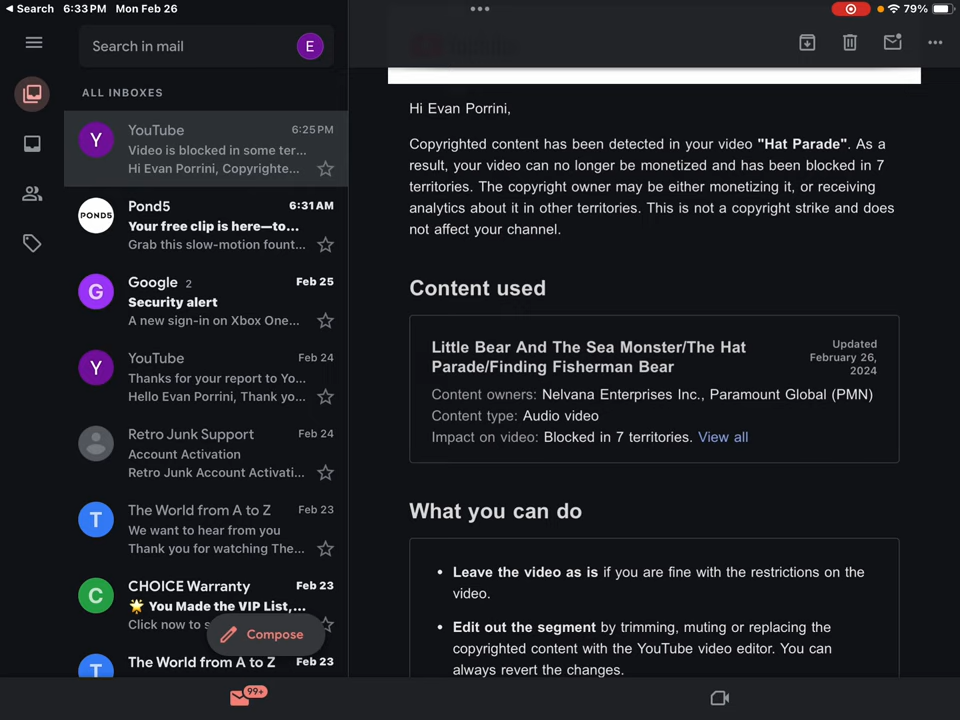 Search 6:33 PM Mon Feb 26
79%
Search in mail
E
ALL INBOXES
Y
YouTube 6:25 PM
Video is blocked in some ter...
Hi Evan Porrini, Copyrighte...
POND5
Pond5 6:31 AM
Your free clip is here—to...
Grab this slow-motion fount...
G
Google 2 Feb 25
Security alert
A new sign-in on Xbox One...
Y
YouTube Feb 24
Thanks for your report to Yo...
Hello Evan Porrini, Thank yo...
Retro Junk Support Feb 24
Account Activation
Retro Junk Account Activati...
T
The World from A to Z Feb 23
We want to hear from you
Thank you for watching The...
C
CHOICE Warranty Feb 23
🌟 You Made the VIP List,...
Click now to s
Compose
T
The World from A to Z Feb 23
99+
Hi Evan Porrini,
Copyrighted content has been detected in your video "Hat Parade". As a
result, your video can no longer be monetized and has been blocked in 7
territories. The copyright owner may be either monetizing it, or receiving
analytics about it in other territories. This is not a copyright strike and does
not affect your channel.
Content used
Little Bear And The Sea Monster/The Hat
Parade/Finding Fisherman Bear
Updated
February 26,
2024
Content owners: Nelvana Enterprises Inc., Paramount Global (PMN)
Content type: Audio video
Impact on video: Blocked in 7 territories. View all
What you can do
• Leave the video as is if you are fine with the restrictions on the
video.
• Edit out the segment by trimming, muting or replacing the
copyrighted content with the YouTube video editor. You can
always revert the changes.